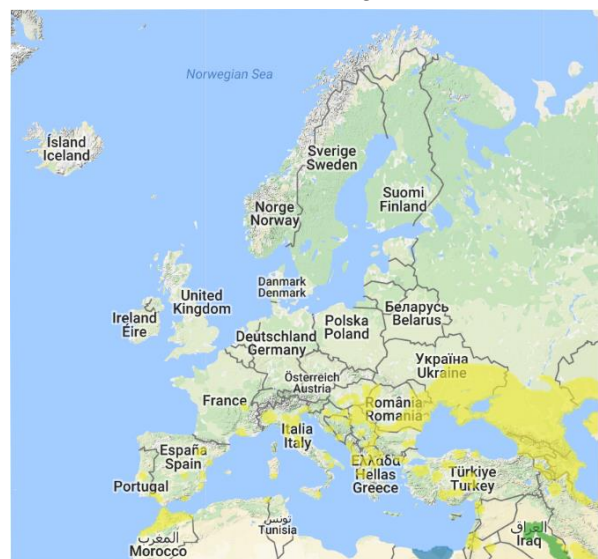 Norwegian Sea
Ísland
Iceland
Sverige
Sweden
Suomi
Finland
Norge
Norway
Danmark
Denmark
United
Kingdom
Ireland
Éire
Беларусь
Belarus
Polska
Poland
Deutschland
Germany
Україна
Ukraine
Österreich
Austria
France
România
Romania
Italia
Italy
España
Spain
Ελλάδα
Hellas
Greece
Türkiye
Turkey
Portugal
تونس
Tunisia
العراق
Iraq
المغرب
Morocco